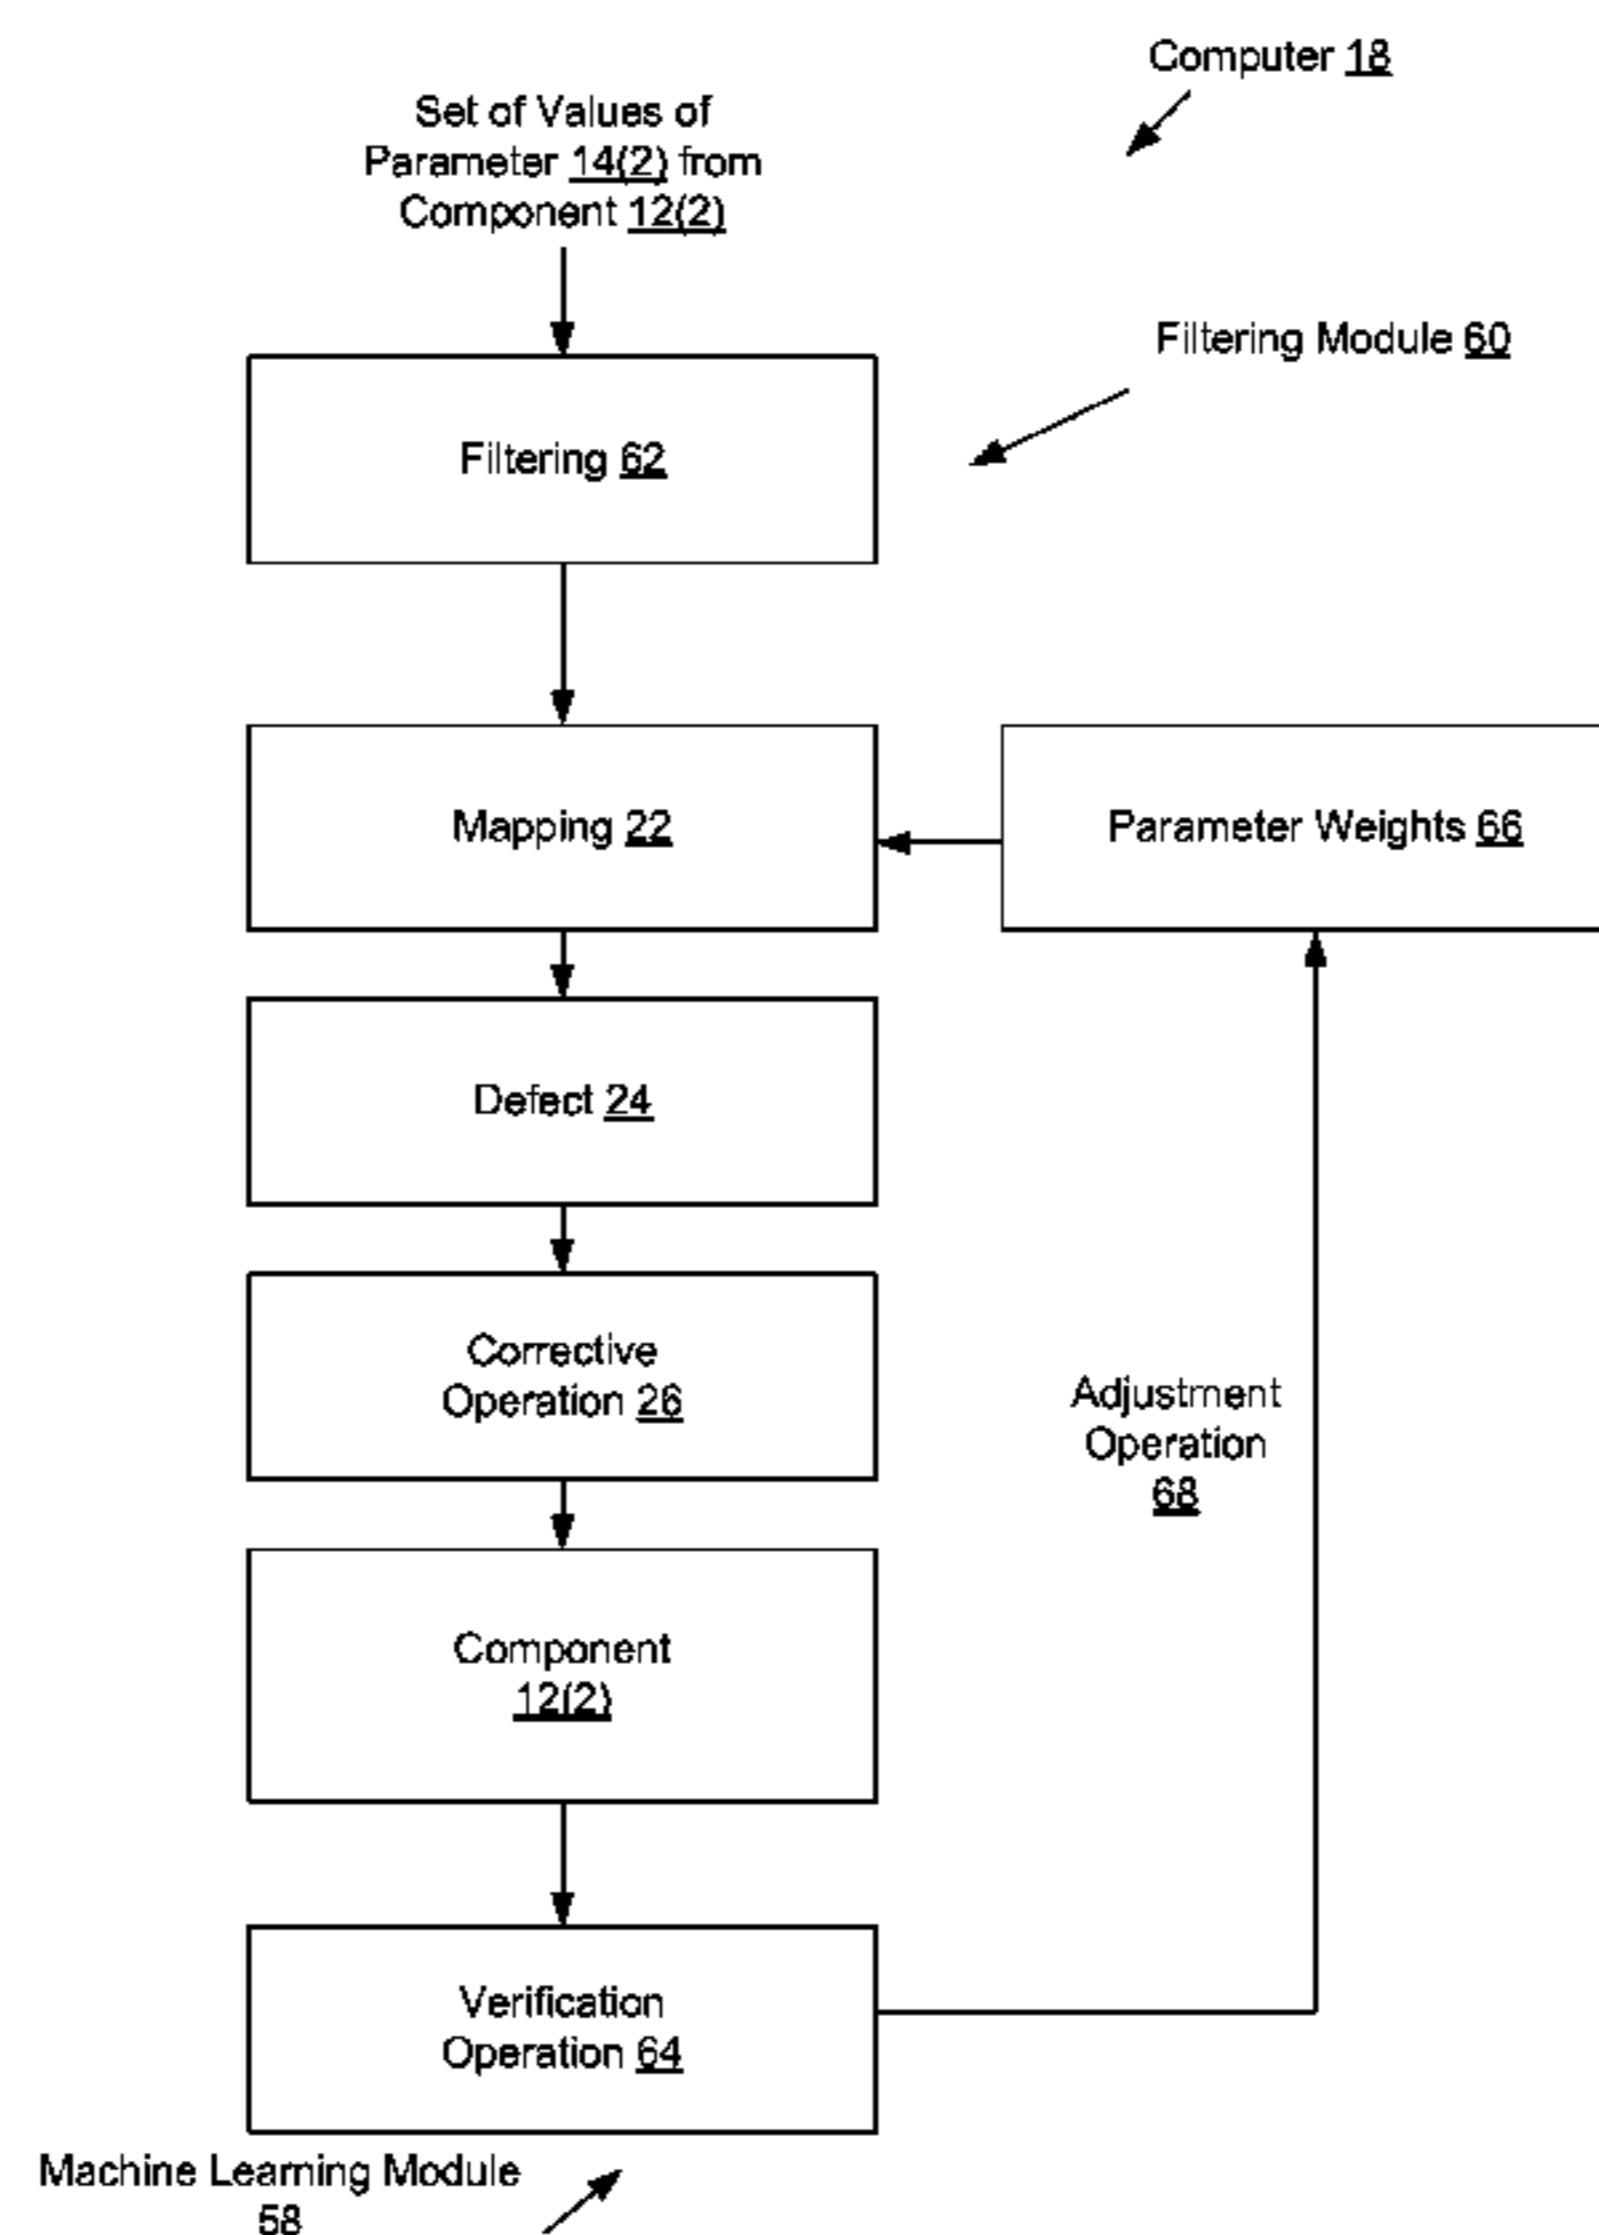 Computer 18
Set of Values of
Parameter 14(2) from
Component 12(2)
Filtering Module 60
Filtering 62
Mapping 22
Parameter Weights 66
Defect 24
Corrective
Operation 26
Adjustment
Operation
68
Component
12(2)
Verification
Operation 64
Machine Learning Module
58